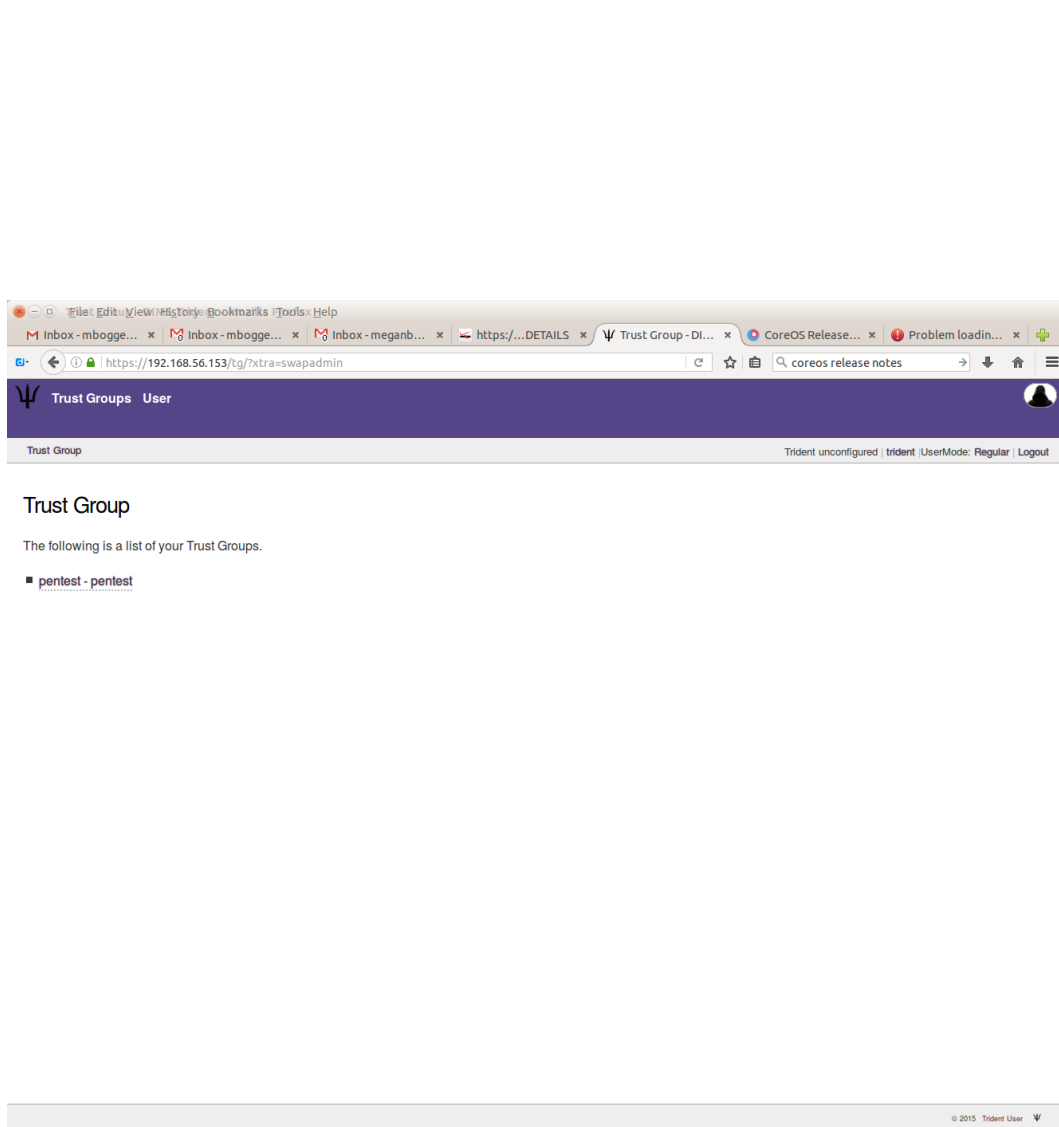 File Edit View History Bookmarks Tools Help
Inbox - mbogge... Inbox - mbogge... Inbox - meganb... https:/...DETAILS Trust Group - DI... CoreOS Release... Problem loadin...
https://192.168.56.153/tg/?xtra=swapadmin coreos release notes
Trust Groups User
Trust Group Trident unconfigured | trident |UserMode: Regular | Logout
Trust Group
The following is a list of your Trust Groups.
pentest - pentest
© 2015 Trident User